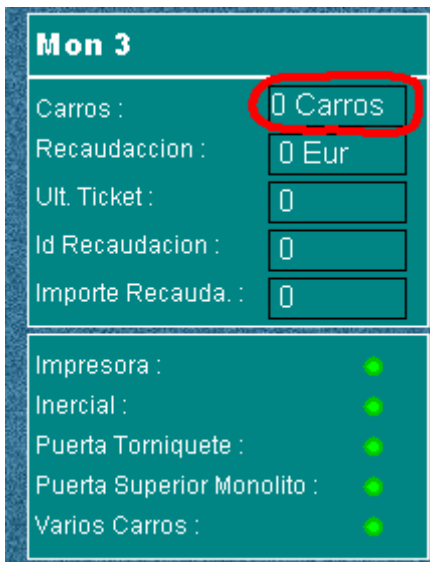 Mon 3
Carros : 0 Carros
Recaudaccion : 0 Eur
Ult. Ticket : 0
Id Recaudacion : 0
Importe Recauda. : 0
Impresora :
Inercial :
Puerta Torniquete :
Puerta Superior Monolito :
Varios Carros :